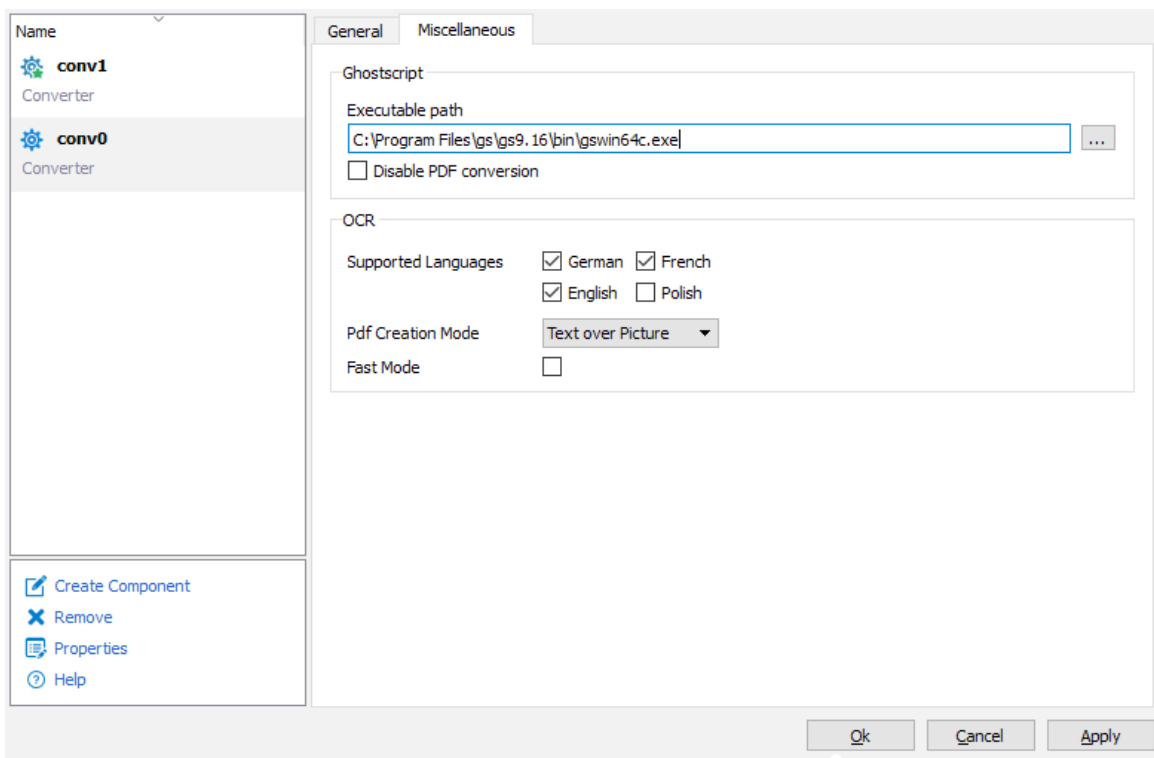 Name
conv1
Converter
conv0
Converter
Create Component
Remove
Properties
Help
General Miscellaneous
Ghostscript
Executable path
C:\Program Files\gs\gs9.16\bin\gswin64c.exe
...
Disable PDF conversion
OCR
Supported Languages German French
English Polish
Pdf Creation Mode Text over Picture
Fast Mode
Ok Cancel Apply